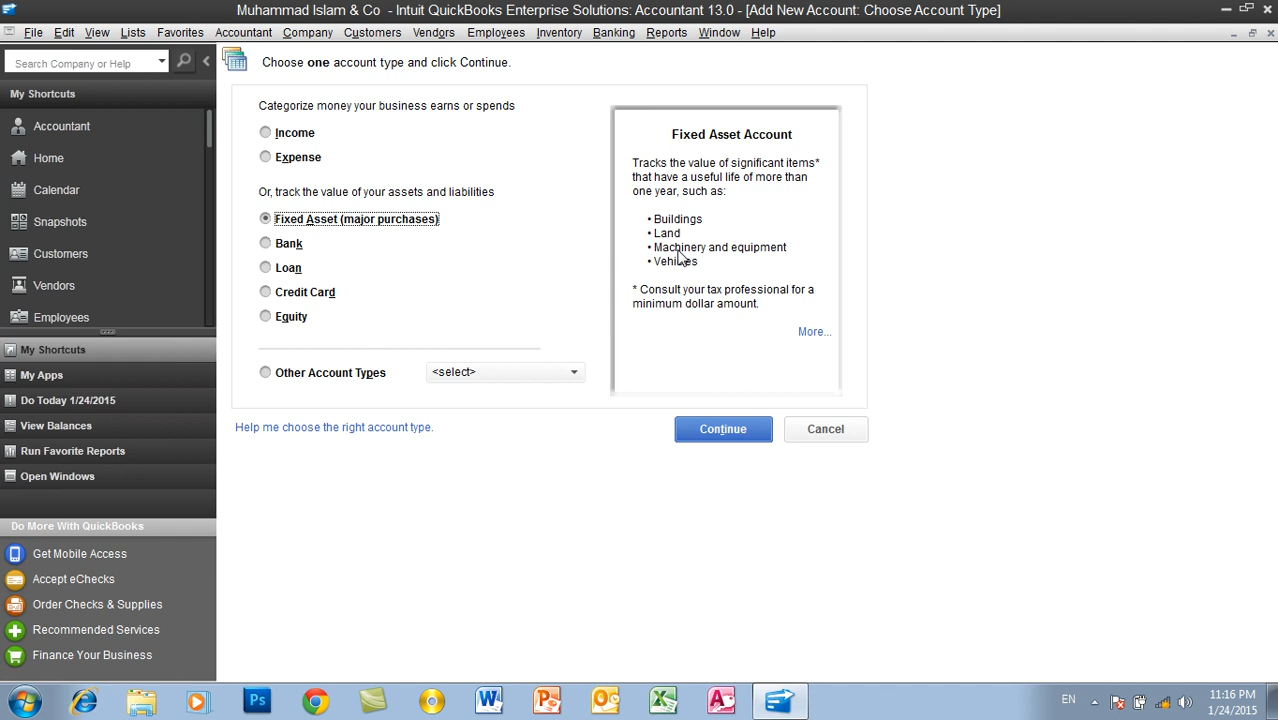 Muhammad Islam & Co - Intuit QuickBooks Enterprise Solutions: Accountant 13.0 - [Add New Account: Choose Account Type]
File Edit View Lists Favorites Accountant Company Customers Vendors Employees Inventory Banking Reports Window Help
Search Company or Help
My Shortcuts
Accountant
Home
Calendar
Snapshots
Customers
Vendors
Employees
My Shortcuts
My Apps
Do Today 1/24/2015
View Balances
Run Favorite Reports
Open Windows
Do More With QuickBooks
Get Mobile Access
Accept eChecks
Order Checks & Supplies
Recommended Services
Finance Your Business
Choose one account type and click Continue.
Categorize money your business earns or spends
Income
Expense
Or, track the value of your assets and liabilities
Fixed Asset (major purchases)
Bank
Loan
Credit Card
Equity
Other Account Types <select>
Help me choose the right account type.
Fixed Asset Account
Tracks the value of significant items*
that have a useful life of more than
one year, such as:
• Buildings
• Land
• Machinery and equipment
• Vehicles
* Consult your tax professional for a
minimum dollar amount.
More...
Continue Cancel
EN
11:16 PM
1/24/2015